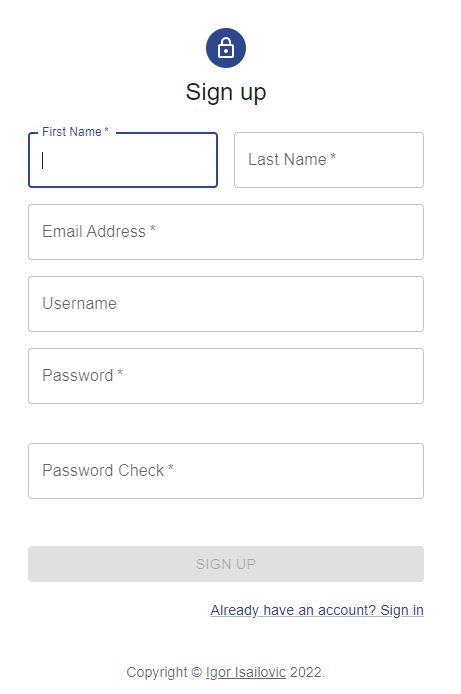 Sign up
First Name *
Last Name *
Email Address *
Username
Password *
Password Check *
SIGN UP
Already have an account? Sign in
Copyright © Igor Isailovic 2022.